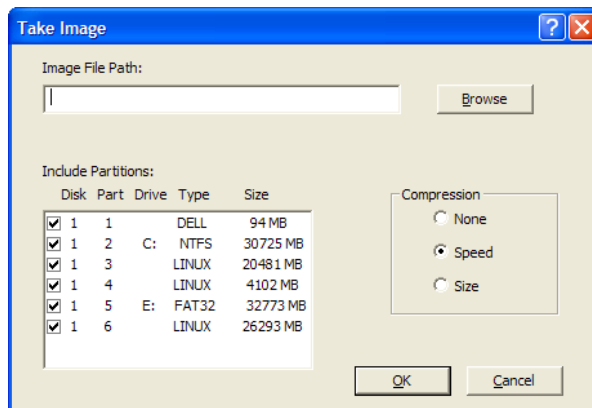 Take Image
Image File Path:
Browse
Include Partitions:
Disk Part Drive Type Size
1 1 DELL 94 MB
1 2 C: NTFS 30725 MB
1 3 LINUX 20481 MB
1 4 LINUX 4102 MB
1 5 E: FAT32 32773 MB
1 6 LINUX 26293 MB
Compression
None
Speed
Size
OK
Cancel